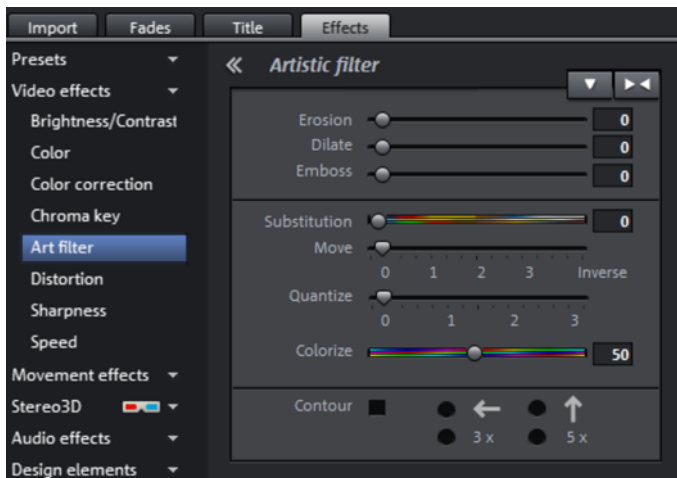 Import Fades Title Effects
Presets
Video effects
Brightness/Contrast
Color
Color correction
Chroma key
Art filter
Distortion
Sharpness
Speed
Movement effects
Stereo3D
Audio effects
Design elements
Artistic filter
Erosion 0
Dilate 0
Emboss 0
Substitution 0
Move
0 1 2 3 Inverse
Quantize
0 1 2 3
Colorize 50
Contour
3 x 5 x